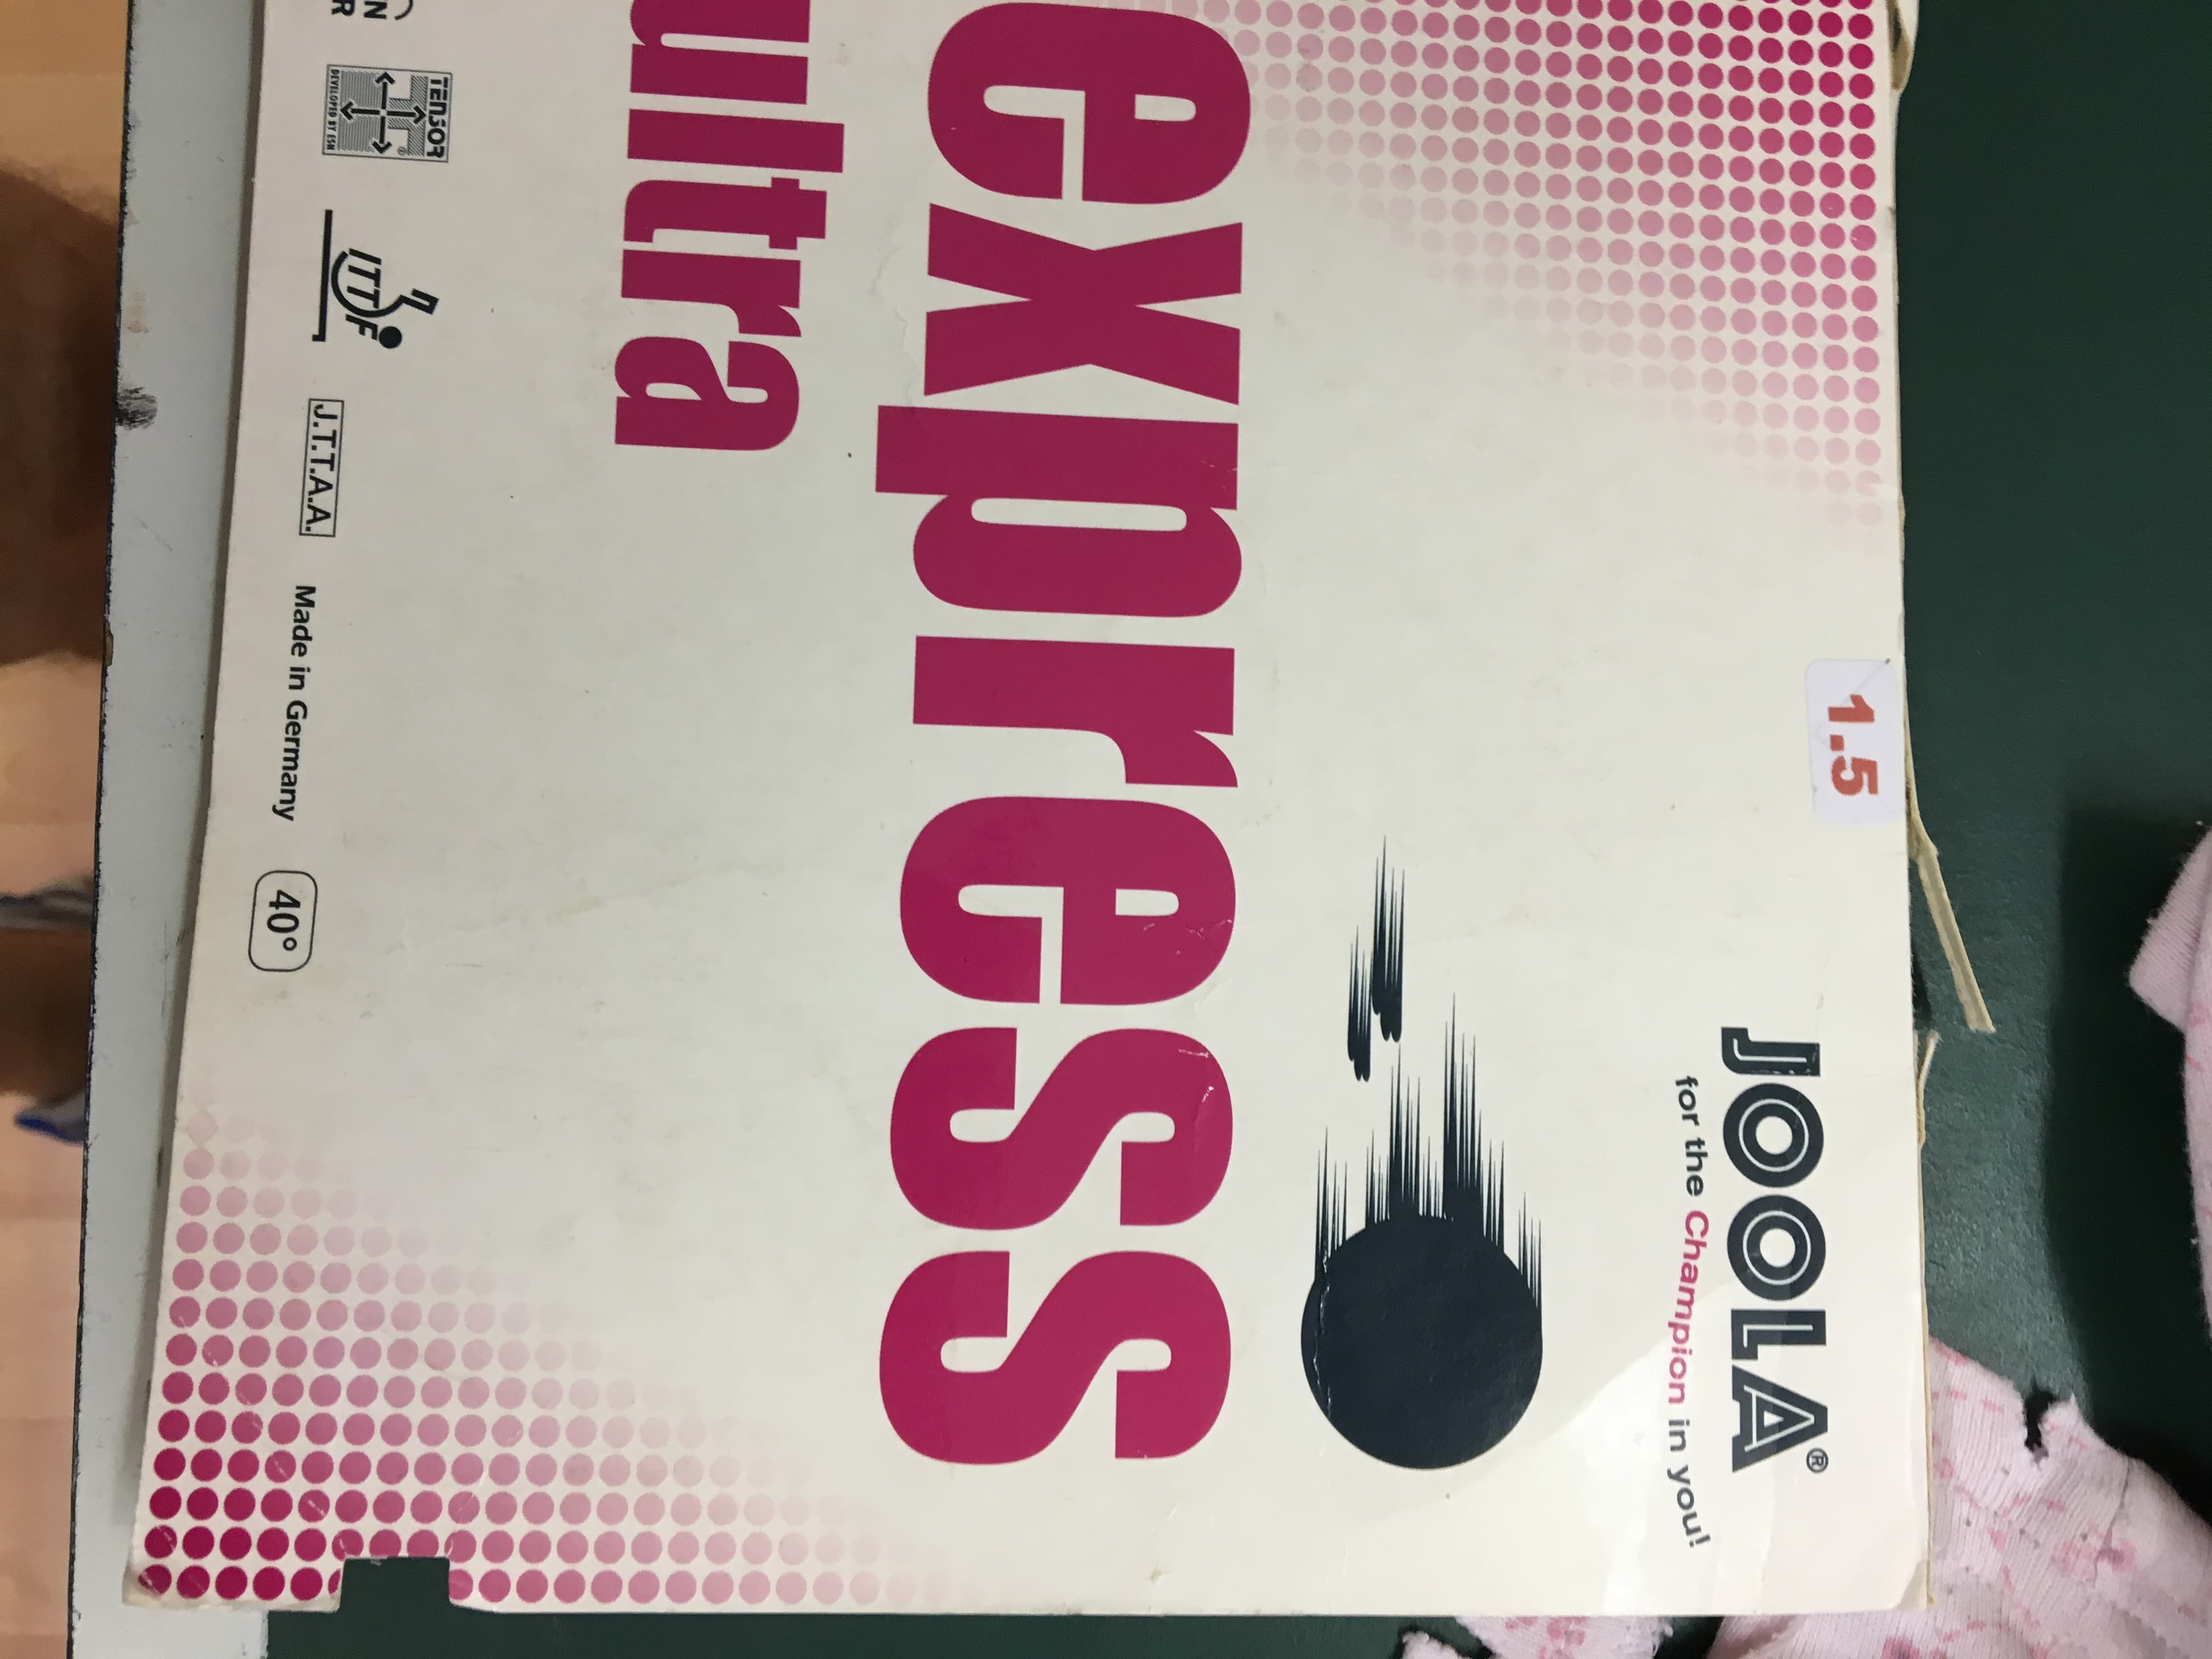 1.5
JOOLA®
for the Champion in you!
express
ultra
TENSOR®
DEVELOPED BY ESN
ITTF
J.T.T.A.A.
Made in Germany
40°